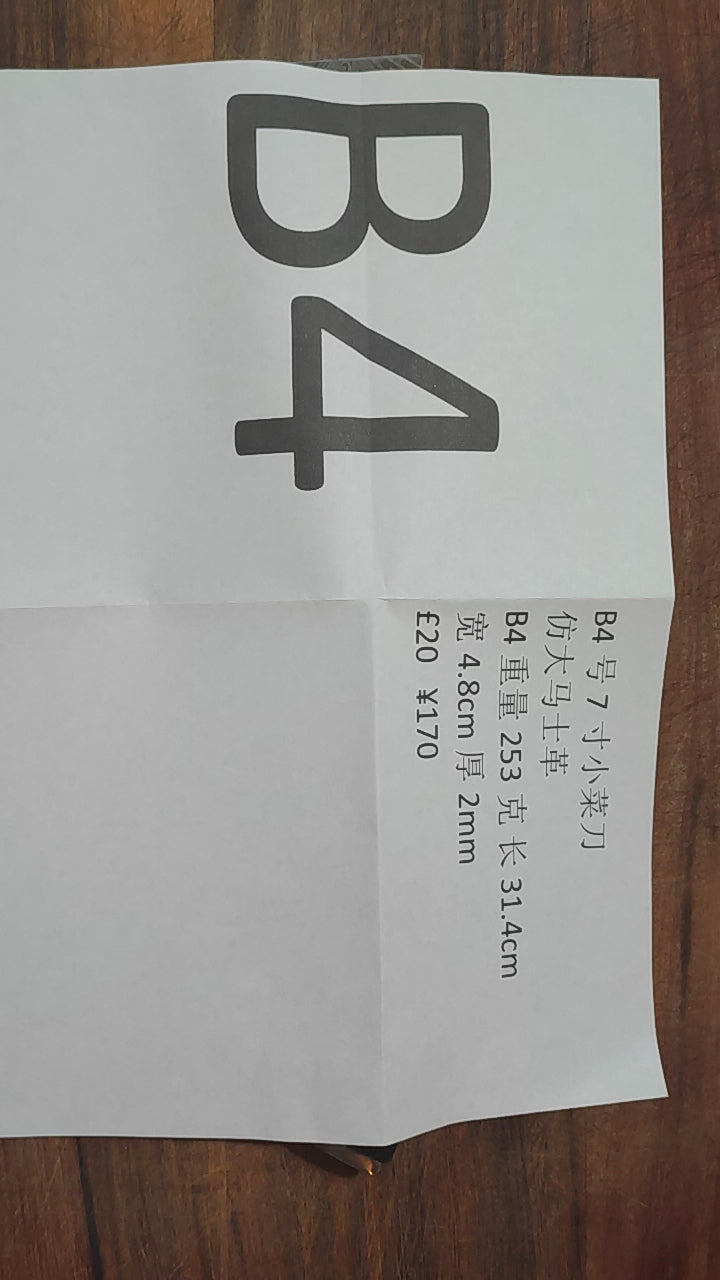 B4
B4 号 7 寸小菜刀
仿大马士革
B4 重量 253 克 长 31.4cm
宽 4.8cm 厚 2mm
£20 ¥170